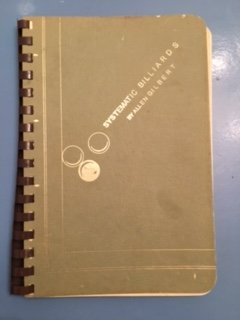 SYSTEMATIC BILLIARDS
BY ALLEN GILBERT